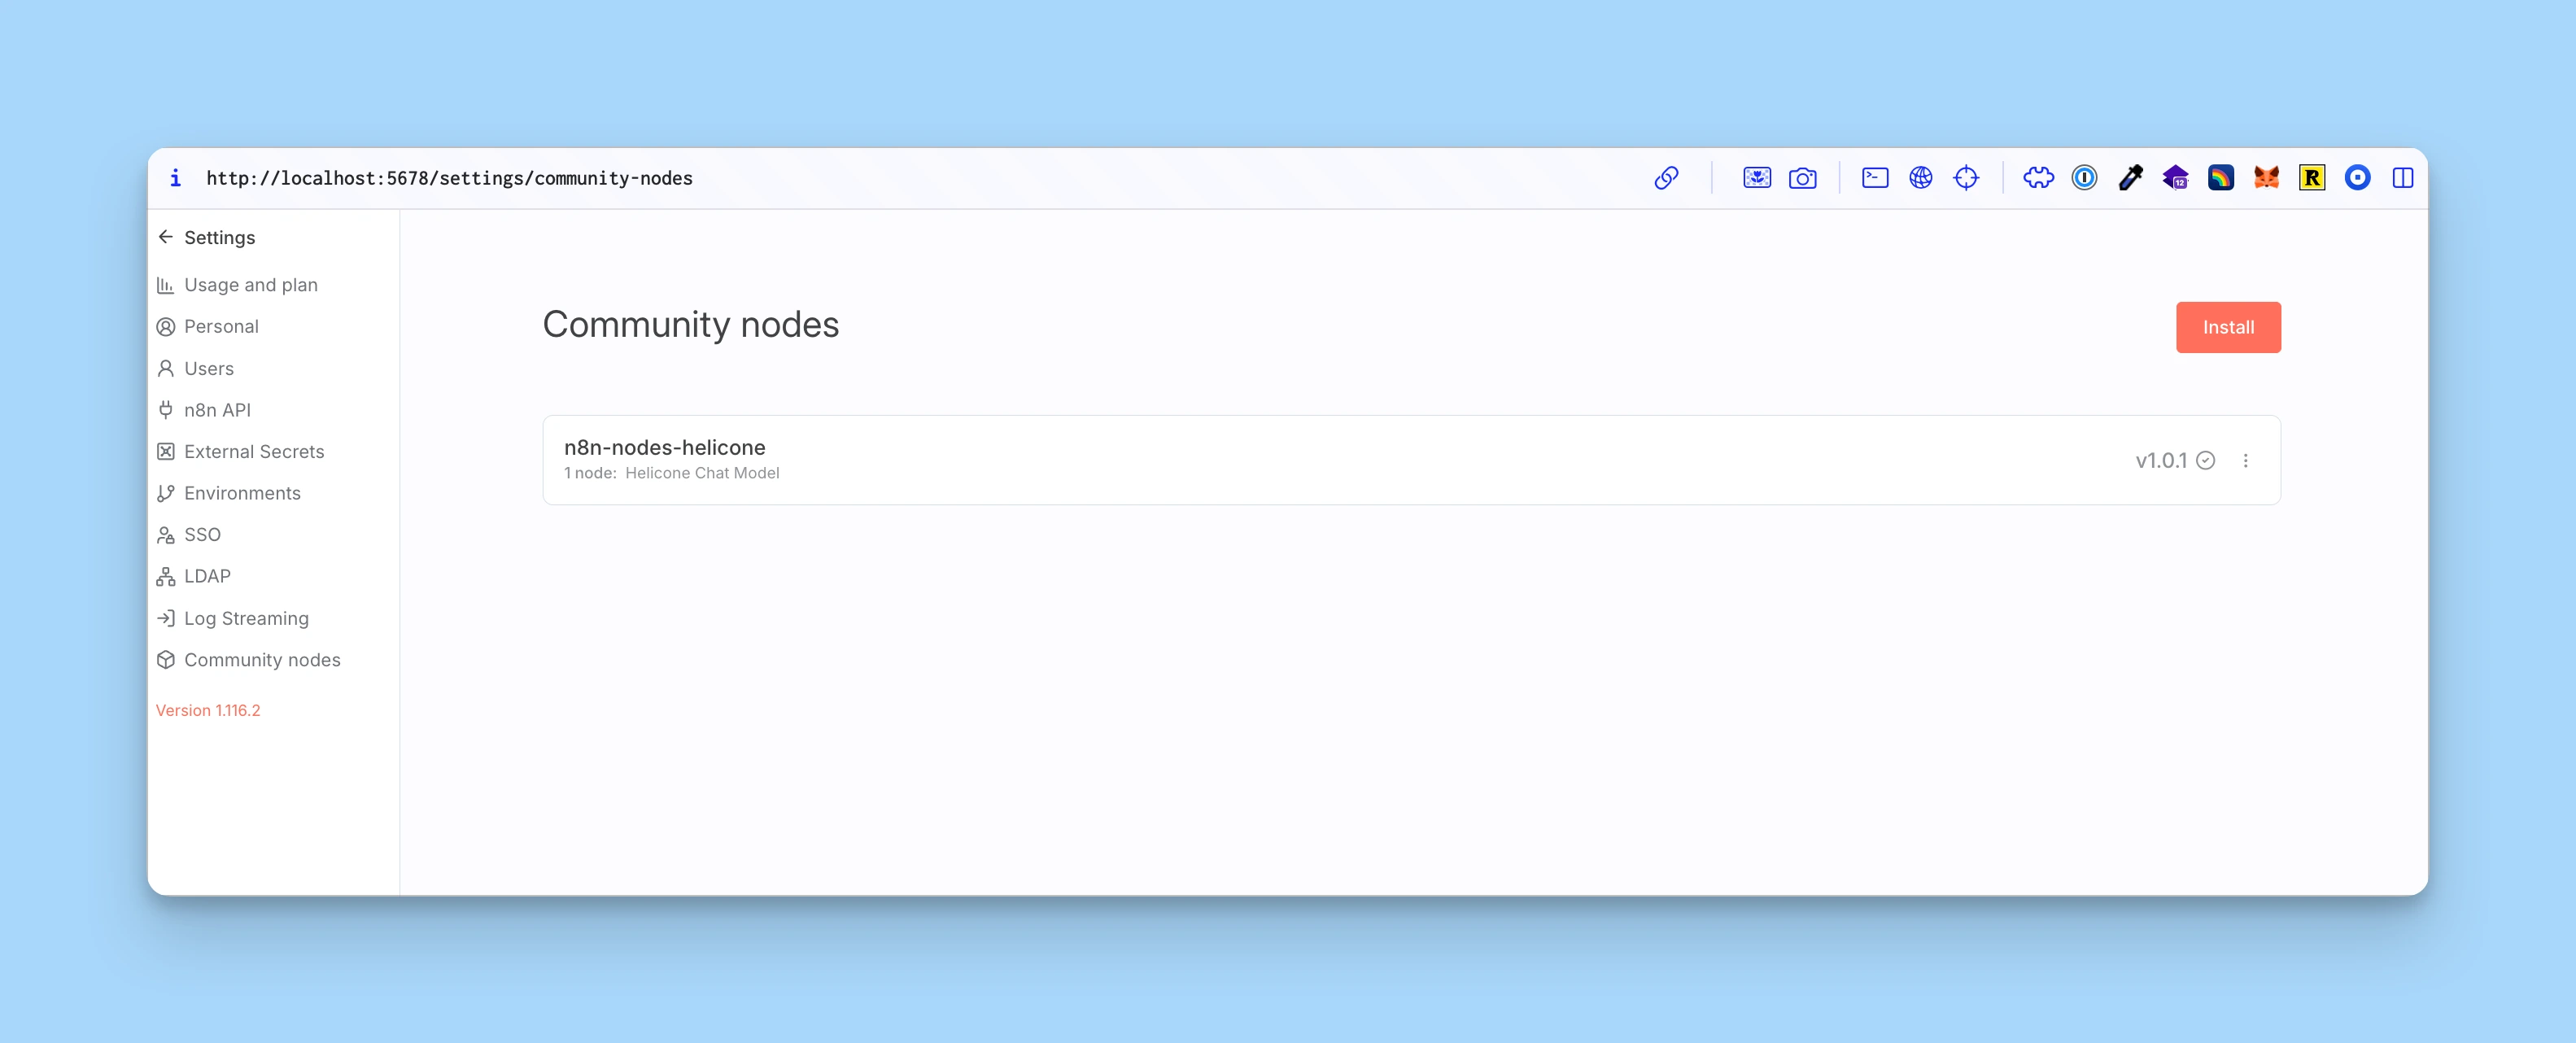 i http://localhost:5678/settings/community-nodes
12
R
Settings
Usage and plan
Personal
Users
n8n API
External Secrets
Environments
SSO
LDAP
Log Streaming
Community nodes
Version 1.116.2
Community nodes
Install
n8n-nodes-helicone
1 node: Helicone Chat Model
v1.0.1